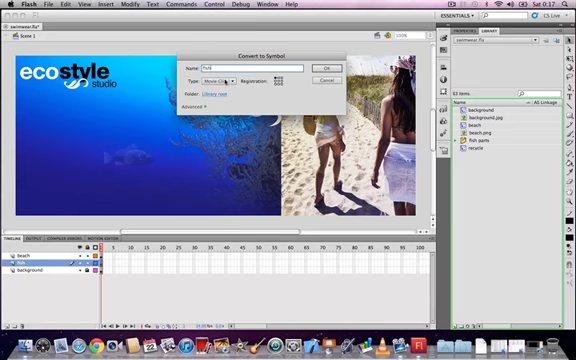 Flash File Edit View Insert Modify Text Commands Control Debug Window Help
Sat 0:17
swimwear.fla*
ESSENTIALS
CS Live
Scene 1
100%
ecostyle
studio
Convert to Symbol
Name: fish
Type: Movie Clip
Registration:
Folder: Library root
Advanced
OK
Cancel
LIBRARY
swimwear.fla
63 items
Name
AS Linkage
background
background.jpg
beach
beach.png
fish parts
recycle
TIMELINE OUTPUT COMPILER ERRORS MOTION EDITOR
5 10 15 20 25 30 35 40 45 50 55 60 65 70 75 80 85 90 95 100
beach
fish
background